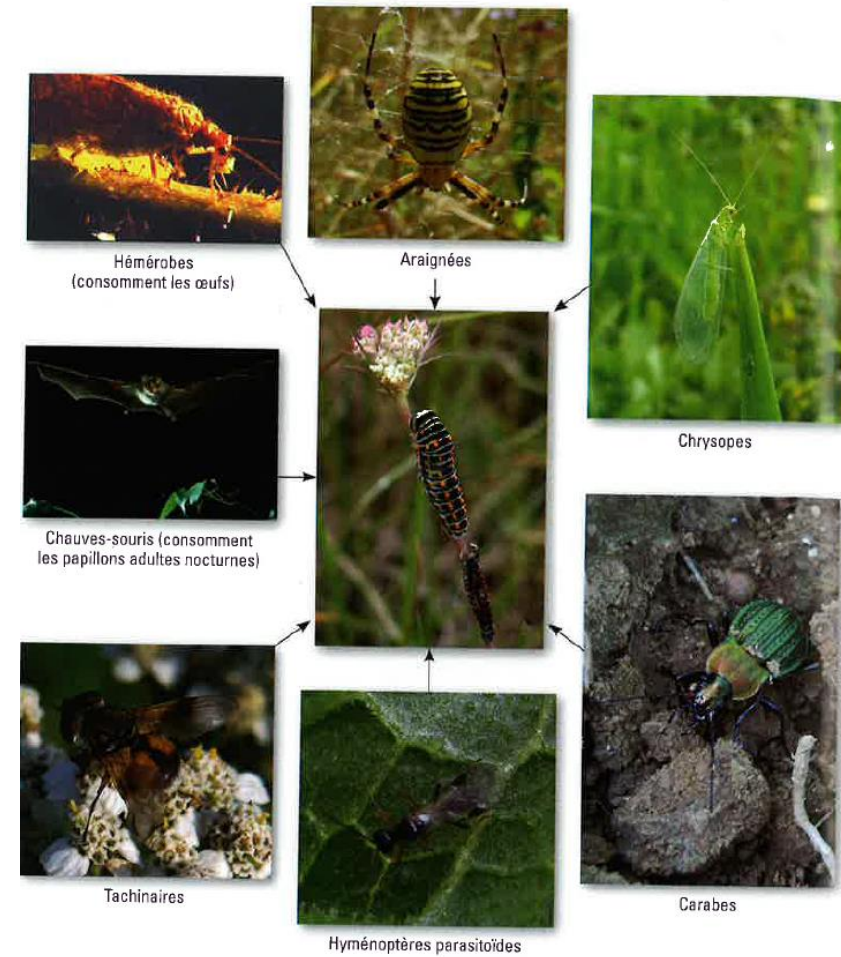 Hémérobes
(consomment les œufs)
Araignées
Chrysopes
Chauves-souris (consomment
les papillons adultes nocturnes)
Tachinaires
Hyménoptères parasitoïdes
Carabes